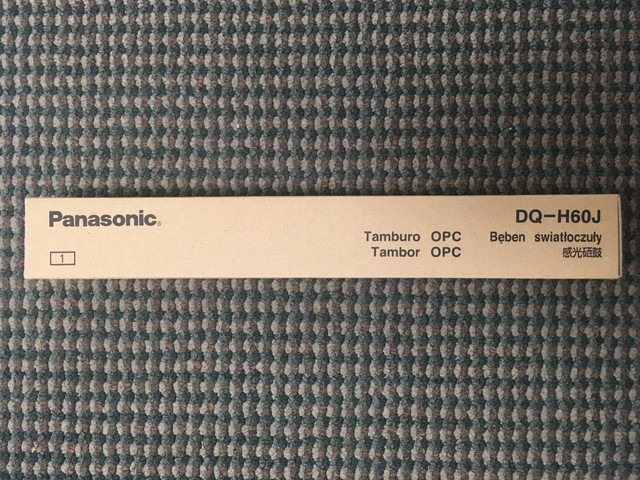 Panasonic®
DQ-H60J
Tamburo OPC Bęben światłoczuły
Tambor OPC 感光硒鼓
1